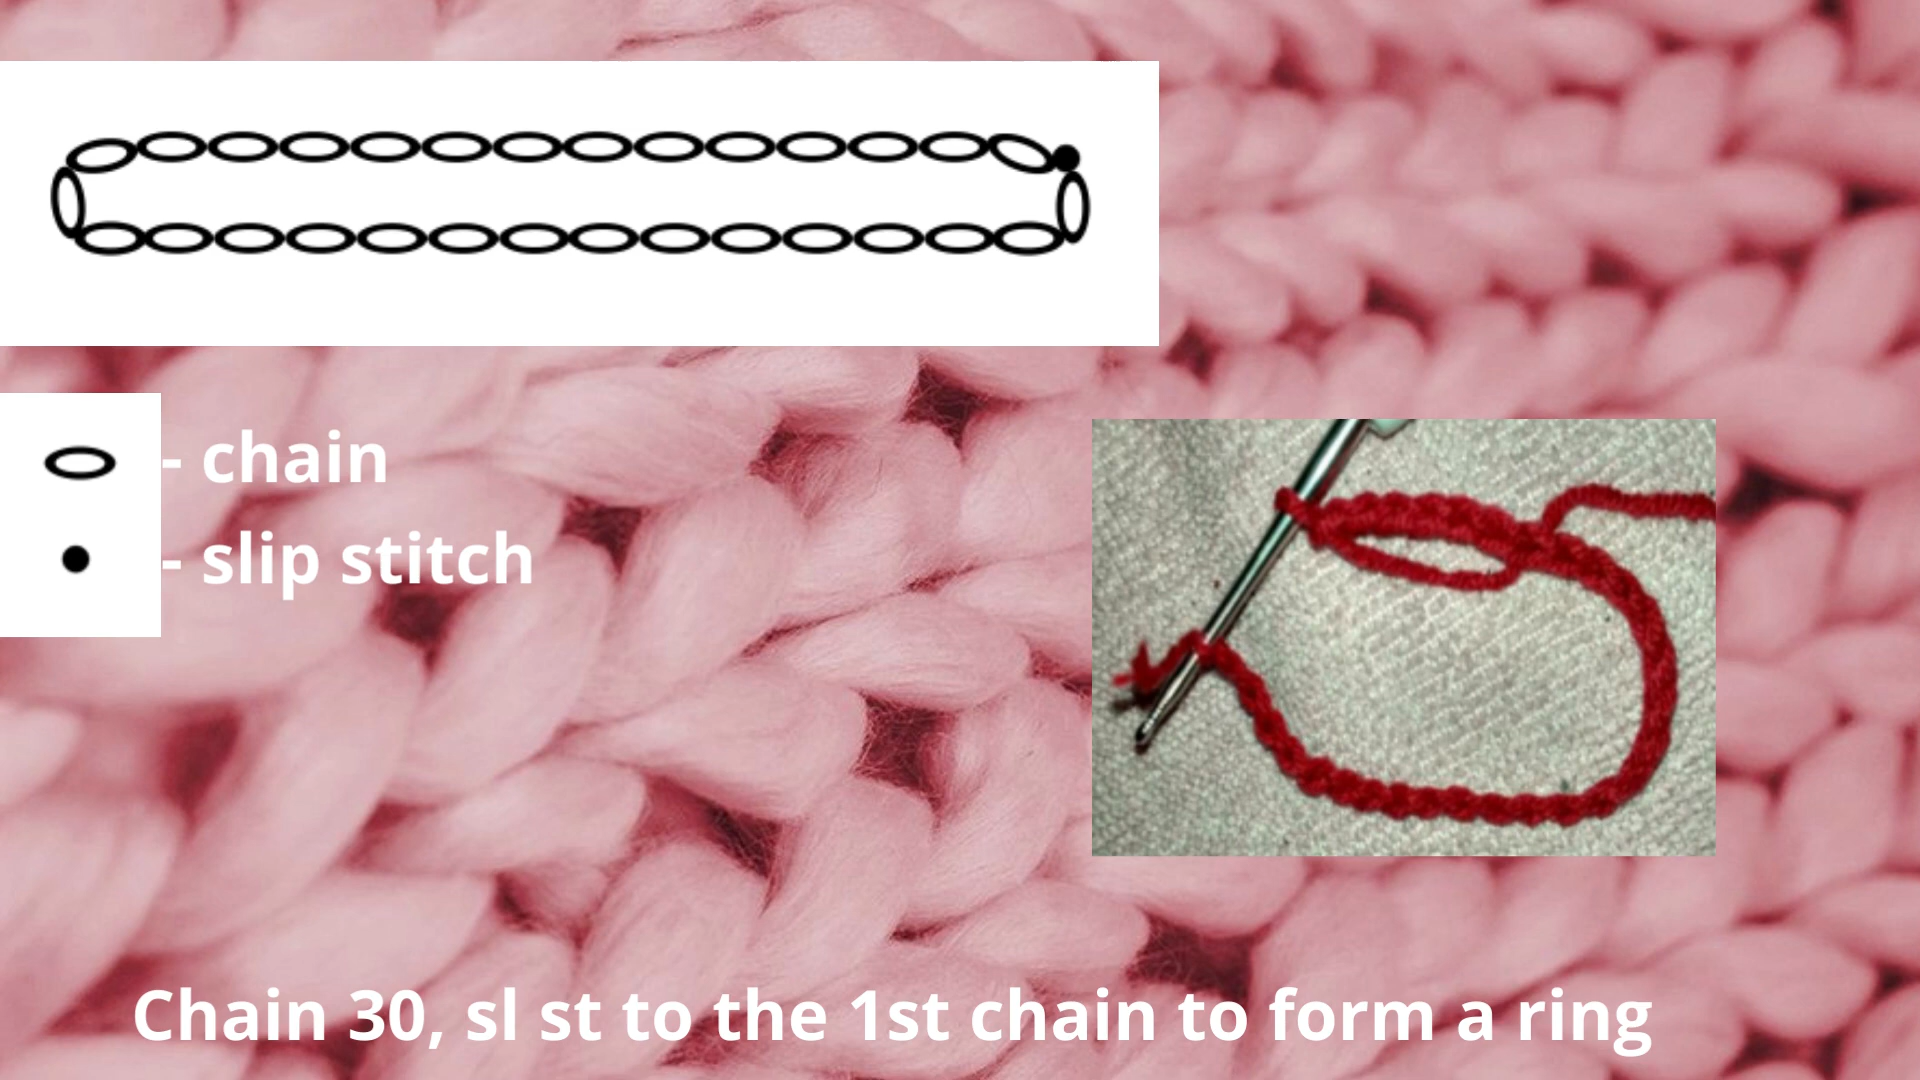 - chain
- slip stitch
Chain 30, sl st to the 1st chain to form a ring